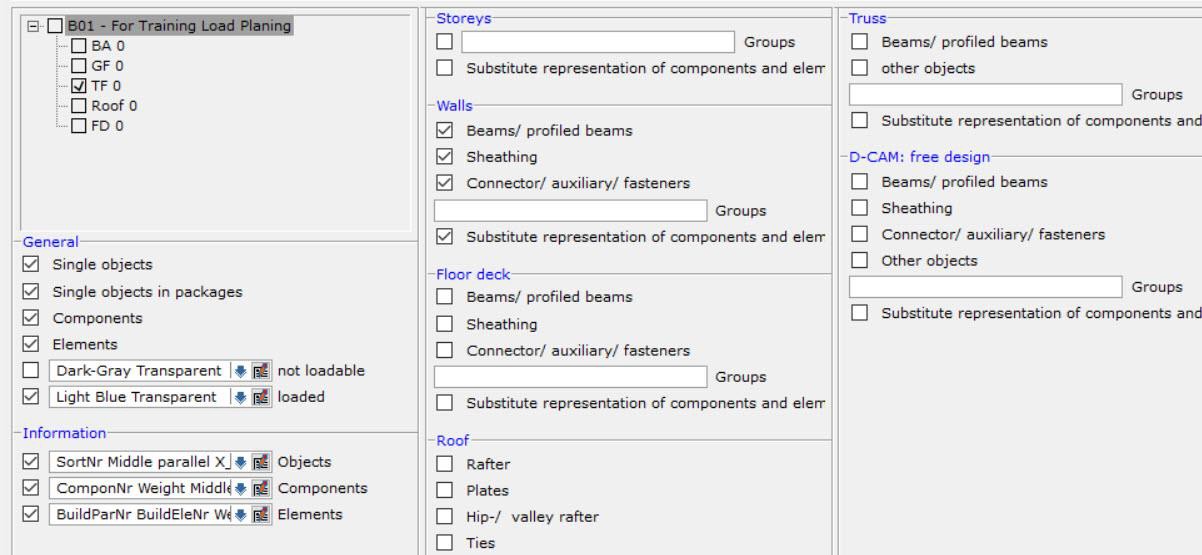 B01 - For Training Load Planing
BA 0
GF 0
TF 0
Roof 0
FD 0
General
Single objects
Single objects in packages
Components
Elements
Dark-Gray Transparent not loadable
Light Blue Transparent loaded
Information
SortNr Middle parallel X_ Objects
ComponNr Weight Middle Components
BuildParNr BuildEleNr We Elements
Storeys
Groups
Substitute representation of components and elem
Walls
Beams/ profiled beams
Sheathing
Connector/ auxiliary/ fasteners
Groups
Substitute representation of components and elem
Floor deck
Beams/ profiled beams
Sheathing
Connector/ auxiliary/ fasteners
Groups
Substitute representation of components and elem
Roof
Rafter
Plates
Hip-/ valley rafter
Ties
Truss
Beams/ profiled beams
other objects
Groups
Substitute representation of components and
D-CAM: free design
Beams/ profiled beams
Sheathing
Connector/ auxiliary/ fasteners
Other objects
Groups
Substitute representation of components and